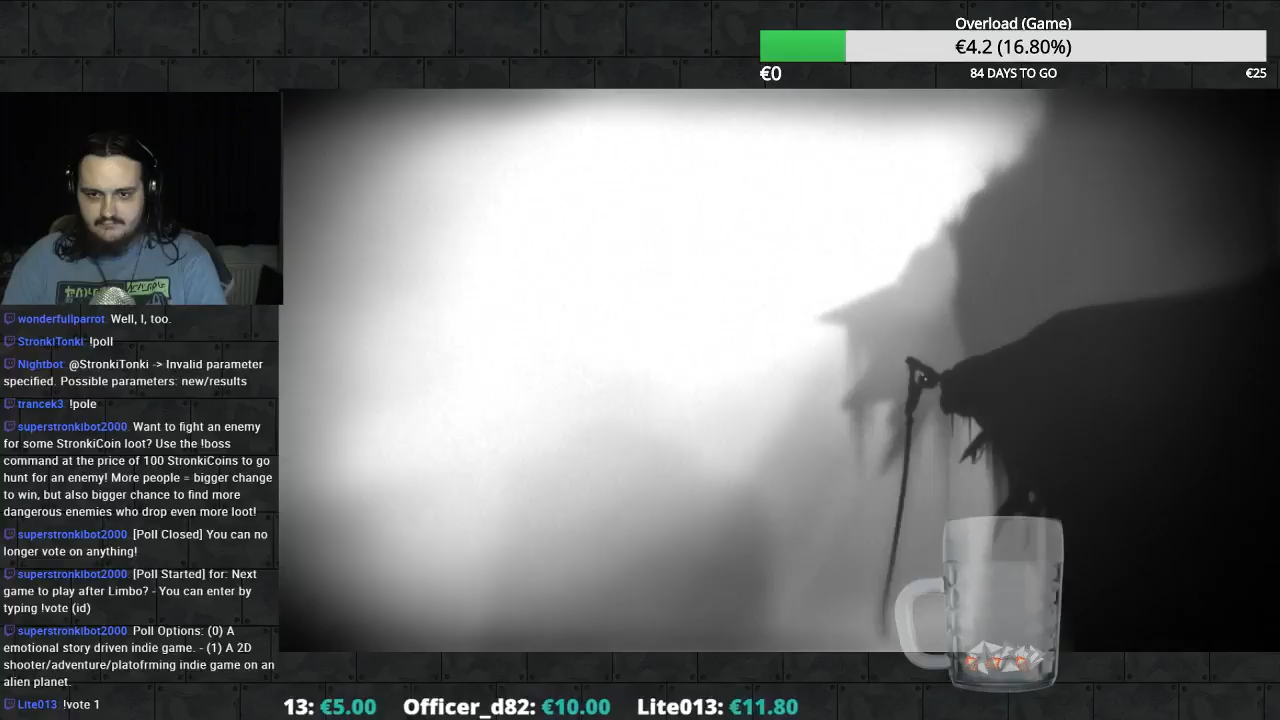 Overload (Game)
€4.2 (16.80%)
€0
84 DAYS TO GO
€25
wonderfullparrot: Well, I, too.
StronkiTonki: !poll
Nightbot: @StronkiTonki -> Invalid parameter
specified. Possible parameters: new/results
trancek3: !pole
superstronkibot2000: Want to fight an enemy
for some StronkiCoin loot? Use the !boss
command at the price of 100 StronkiCoins to go
hunt for an enemy! More people = bigger change
to win, but also bigger chance to find more
dangerous enemies who drop even more loot!
superstronkibot2000: [Poll Closed] You can no
longer vote on anything!
superstronkibot2000: [Poll Started] for: Next
game to play after Limbo? - You can enter by
typing !vote (id)
superstronkibot2000: Poll Options: (0) A
emotional story driven indie game. - (1) A 2D
shooter/adventure/platofrming indie game on an
alien planet.
Lite013: !vote 1
13: €5.00 Officer_d82: €10.00 Lite013: €11.80